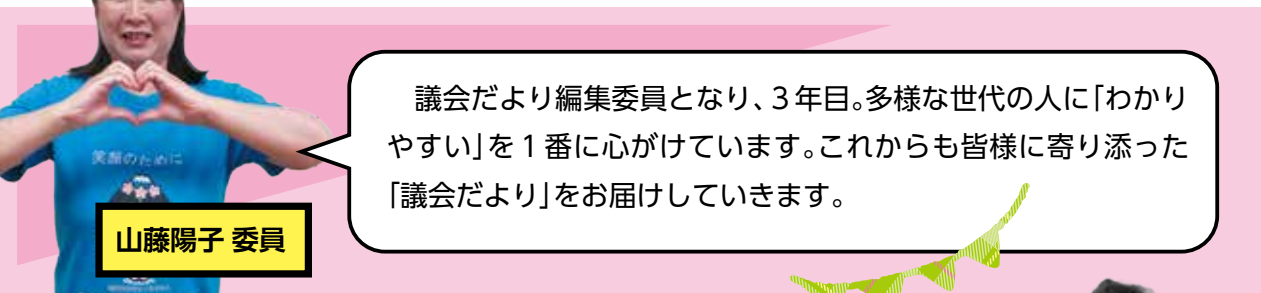 議会だより編集委員となり、3年目。多様な世代の人に「わかり
やすい」を1番に心がけています。これからも皆様に寄り添った
「議会だより」をお届けしていきます。
笑顔のために
山藤陽子 委員